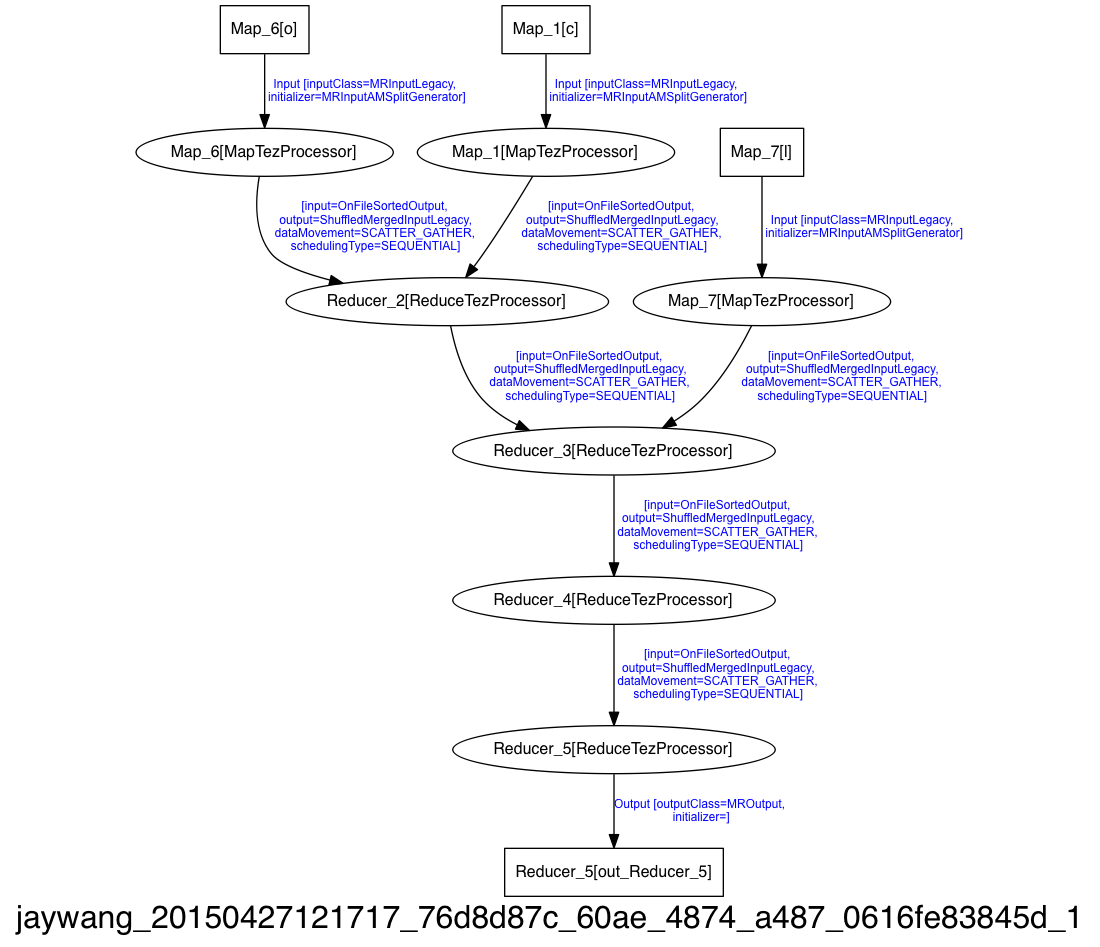 Map_6[o]
Map_1[c]
Input [inputClass=MRInputLegacy,
initializer=MRInputAMSplitGenerator]
Input [inputClass=MRInputLegacy,
initializer=MRInputAMSplitGenerator]
Map_6[MapTezProcessor]
Map_1[MapTezProcessor]
Map_7[l]
[input=OnFileSortedOutput,
output=ShuffledMergedInputLegacy,
dataMovement=SCATTER_GATHER,
schedulingType=SEQUENTIAL]
[input=OnFileSortedOutput,
output=ShuffledMergedInputLegacy,
dataMovement=SCATTER_GATHER,
schedulingType=SEQUENTIAL]
Input [inputClass=MRInputLegacy,
initializer=MRInputAMSplitGenerator]
Reducer_2[ReduceTezProcessor]
Map_7[MapTezProcessor]
[input=OnFileSortedOutput,
output=ShuffledMergedInputLegacy,
dataMovement=SCATTER_GATHER,
schedulingType=SEQUENTIAL]
[input=OnFileSortedOutput,
output=ShuffledMergedInputLegacy,
dataMovement=SCATTER_GATHER,
schedulingType=SEQUENTIAL]
Reducer_3[ReduceTezProcessor]
[input=OnFileSortedOutput,
output=ShuffledMergedInputLegacy,
dataMovement=SCATTER_GATHER,
schedulingType=SEQUENTIAL]
Reducer_4[ReduceTezProcessor]
[input=OnFileSortedOutput,
output=ShuffledMergedInputLegacy,
dataMovement=SCATTER_GATHER,
schedulingType=SEQUENTIAL]
Reducer_5[ReduceTezProcessor]
Output [outputClass=MROutput,
initializer=]
Reducer_5[out_Reducer_5]
jaywang_20150427121717_76d8d87c_60ae_4874_a487_0616fe83845d_1